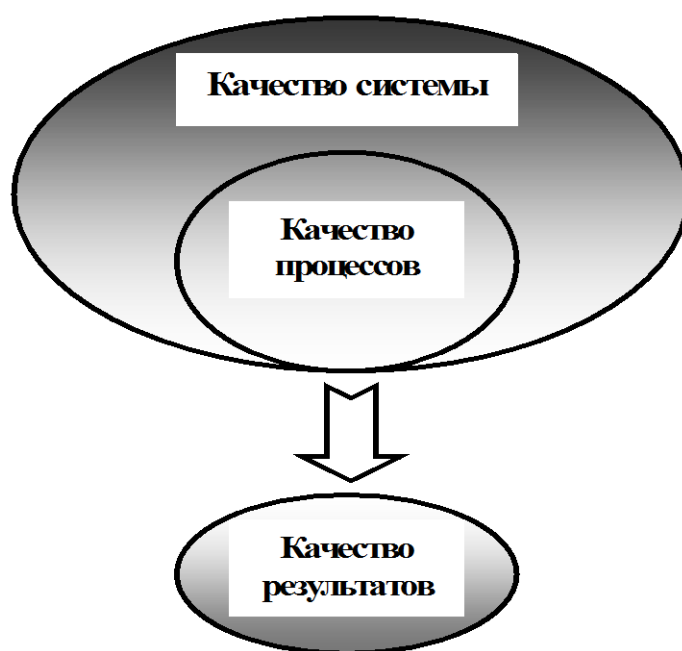 Качество системы
Качество
процессов
Качество
результатов